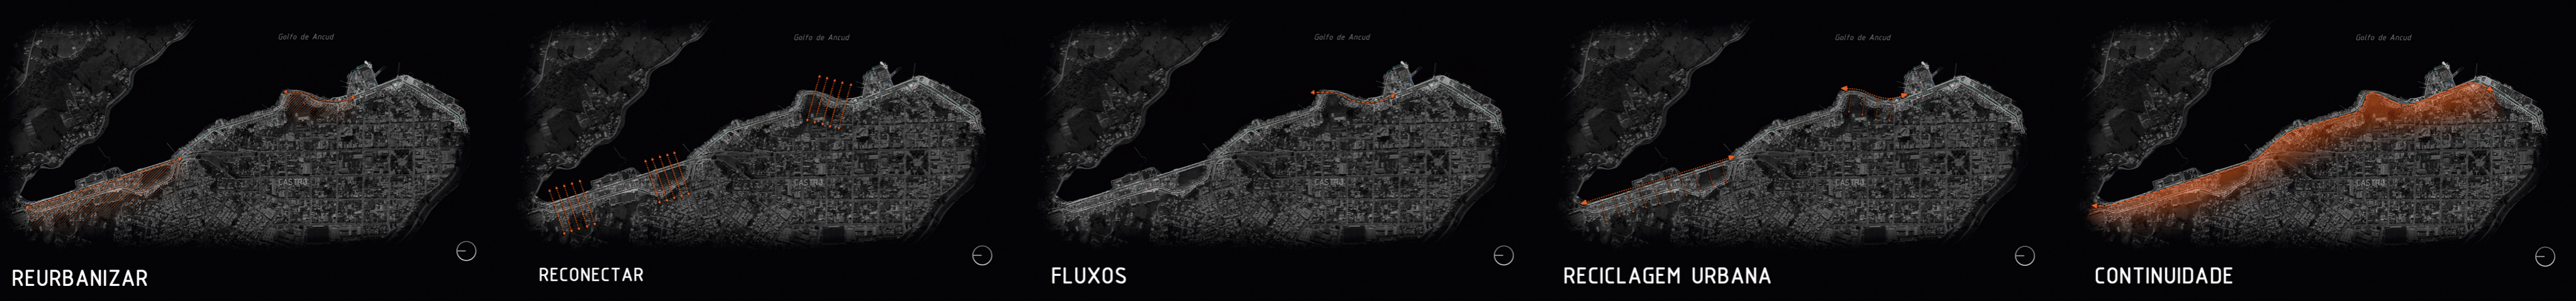 Golfo de Ancud
CASTRO
REURBANIZAR
Golfo de Ancud
CASTRO
RECONECTAR
Golfo de Ancud
CASTRO
FLUXOS
Golfo de Ancud
CASTRO
RECICLAGEM URBANA
Golfo de Ancud
CASTRO
CONTINUIDADE